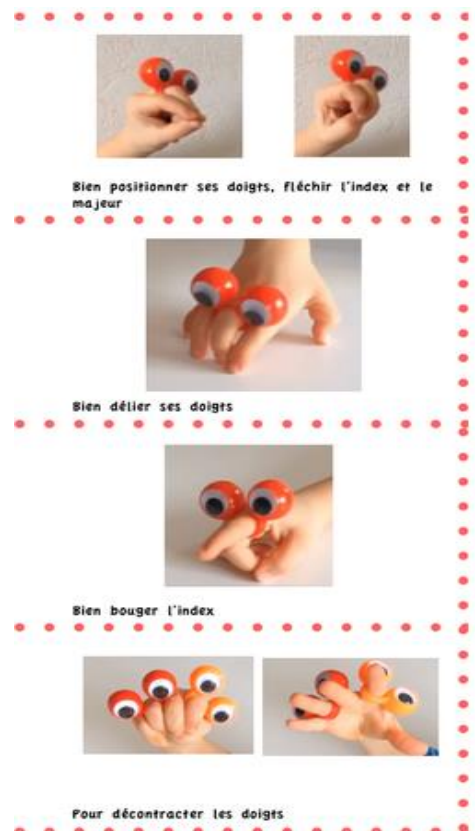 Bien positionner ses doigts, fléchir l'index et le
majeur
Bien délier ses doigts
Bien bouger l'index
Pour décontracter les doigts